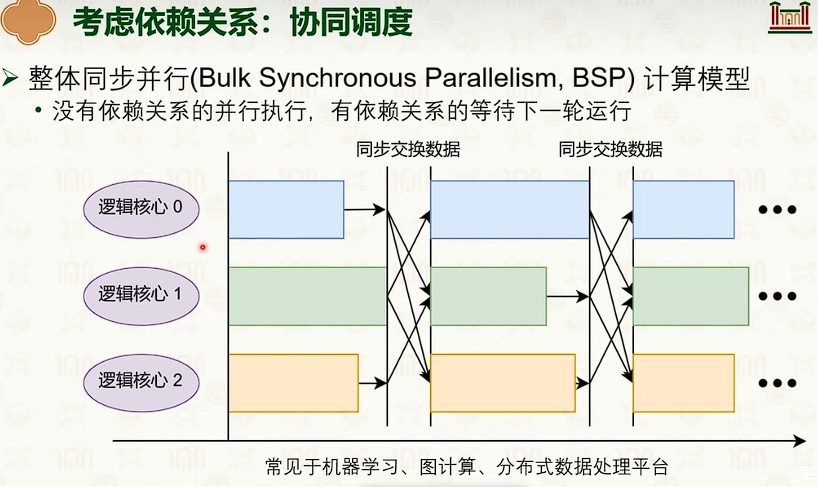 考虑依赖关系：协同调度
整体同步并行(Bulk Synchronous Parallelism, BSP) 计算模型
没有依赖关系的并行执行，有依赖关系的等待下一轮运行
同步交换数据
同步交换数据
逻辑核心 0
逻辑核心 1
逻辑核心 2
常见于机器学习、图计算、分布式数据处理平台